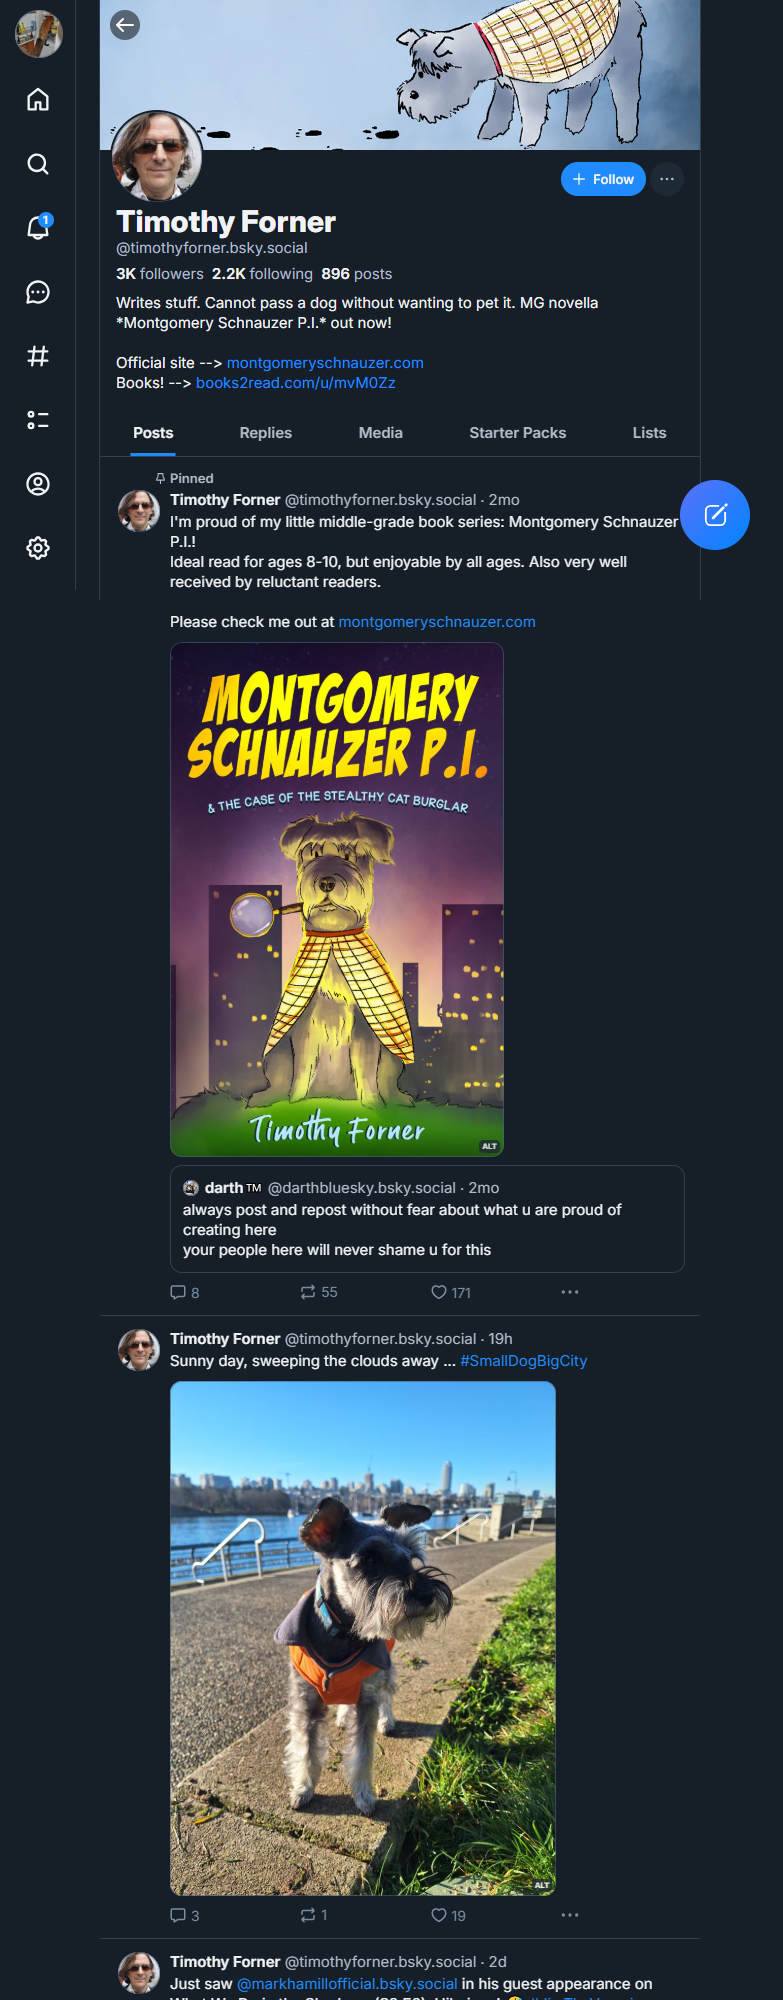 Follow
Timothy Forner
@timothyforner.bsky.social
3K followers 2.2K following 896 posts
Writes stuff. Cannot pass a dog without wanting to pet it. MG novella
*Montgomery Schnauzer P.I.* out now!
Official site --> montgomeryschnauzer.com
Books! --> books2read.com/u/mvM0Zz
1
Posts Replies Media Starter Packs Lists
Pinned
Timothy Forner @timothyforner.bsky.social · 2mo
I'm proud of my little middle-grade book series: Montgomery Schnauzer
P.I.!
Ideal read for ages 8-10, but enjoyable by all ages. Also very well
received by reluctant readers.
Please check me out at montgomeryschnauzer.com
MONTGOMERY
SCHNAUZER P.I.
& THE CASE OF THE STEALTHY CAT BURGLAR
Timothy Forner
ALT
darth™ @darthbluesky.bsky.social · 2mo
always post and repost without fear about what u are proud of
creating here
your people here will never shame u for this
8 55 171
Timothy Forner @timothyforner.bsky.social · 19h
Sunny day, sweeping the clouds away ... #SmallDogBigCity
ALT
3 1 19
Timothy Forner @timothyforner.bsky.social · 2d
Just saw @markhamillofficial.bsky.social in his guest appearance on